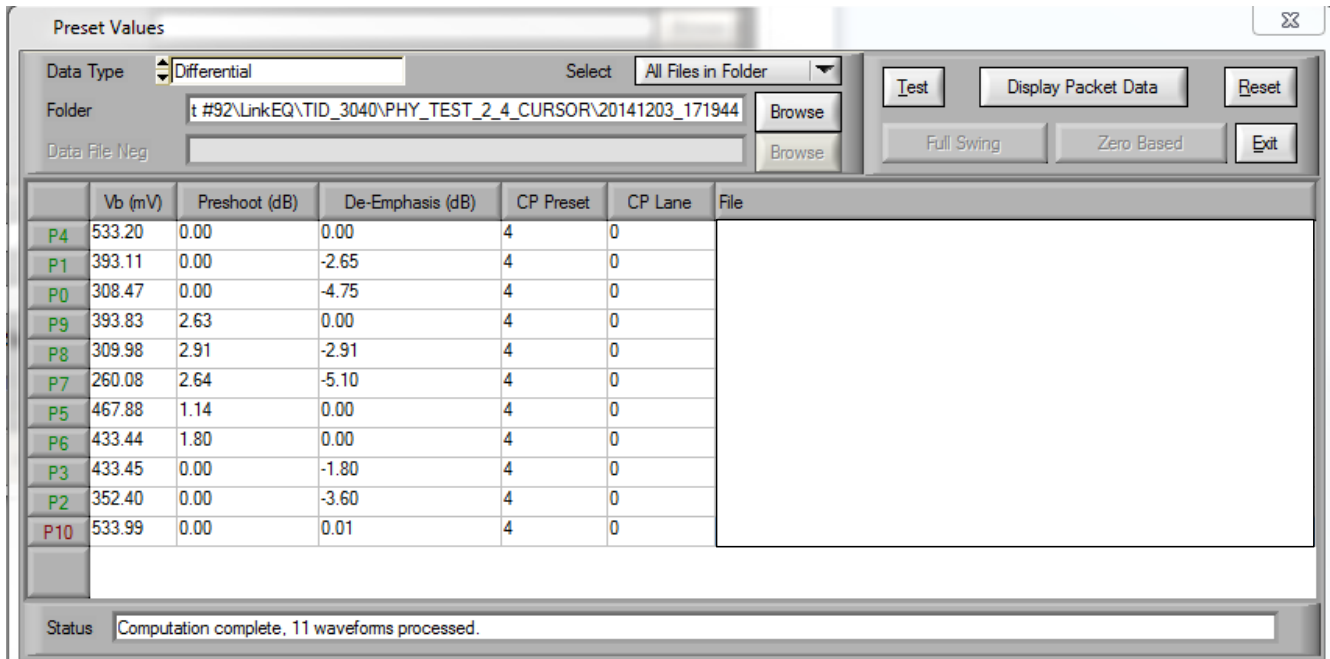 Preset Values
Data Type Differential Select All Files in Folder
Test Display Packet Data Reset
Folder t #92\LinkEQ\TID_3040\PHY_TEST_2_4_CURSOR\20141203_171944 Browse
Data File Neg Browse
Full Swing Zero Based Exit
Vb (mV) Preshoot (dB) De-Emphasis (dB) CP Preset CP Lane File
P4 533.20 0.00 0.00 4 0
P1 393.11 0.00 -2.65 4 0
P0 308.47 0.00 -4.75 4 0
P9 393.83 2.63 0.00 4 0
P8 309.98 2.91 -2.91 4 0
P7 260.08 2.64 -5.10 4 0
P5 467.88 1.14 0.00 4 0
P6 433.44 1.80 0.00 4 0
P3 433.45 0.00 -1.80 4 0
P2 352.40 0.00 -3.60 4 0
P10 533.99 0.00 0.01 4 0
Status Computation complete, 11 waveforms processed.